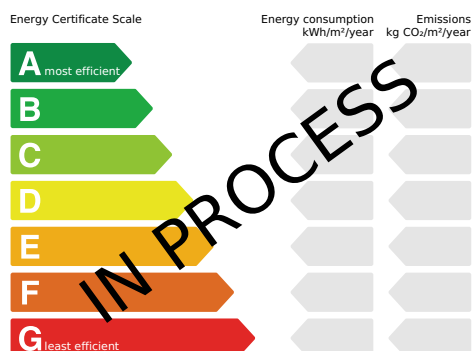 Energy Certificate Scale
Energy consumption
kWh/m²/year
Emissions
kg CO₂/m²/year
A most efficient
B
C
D
E
F
G least efficient
IN PROCESS